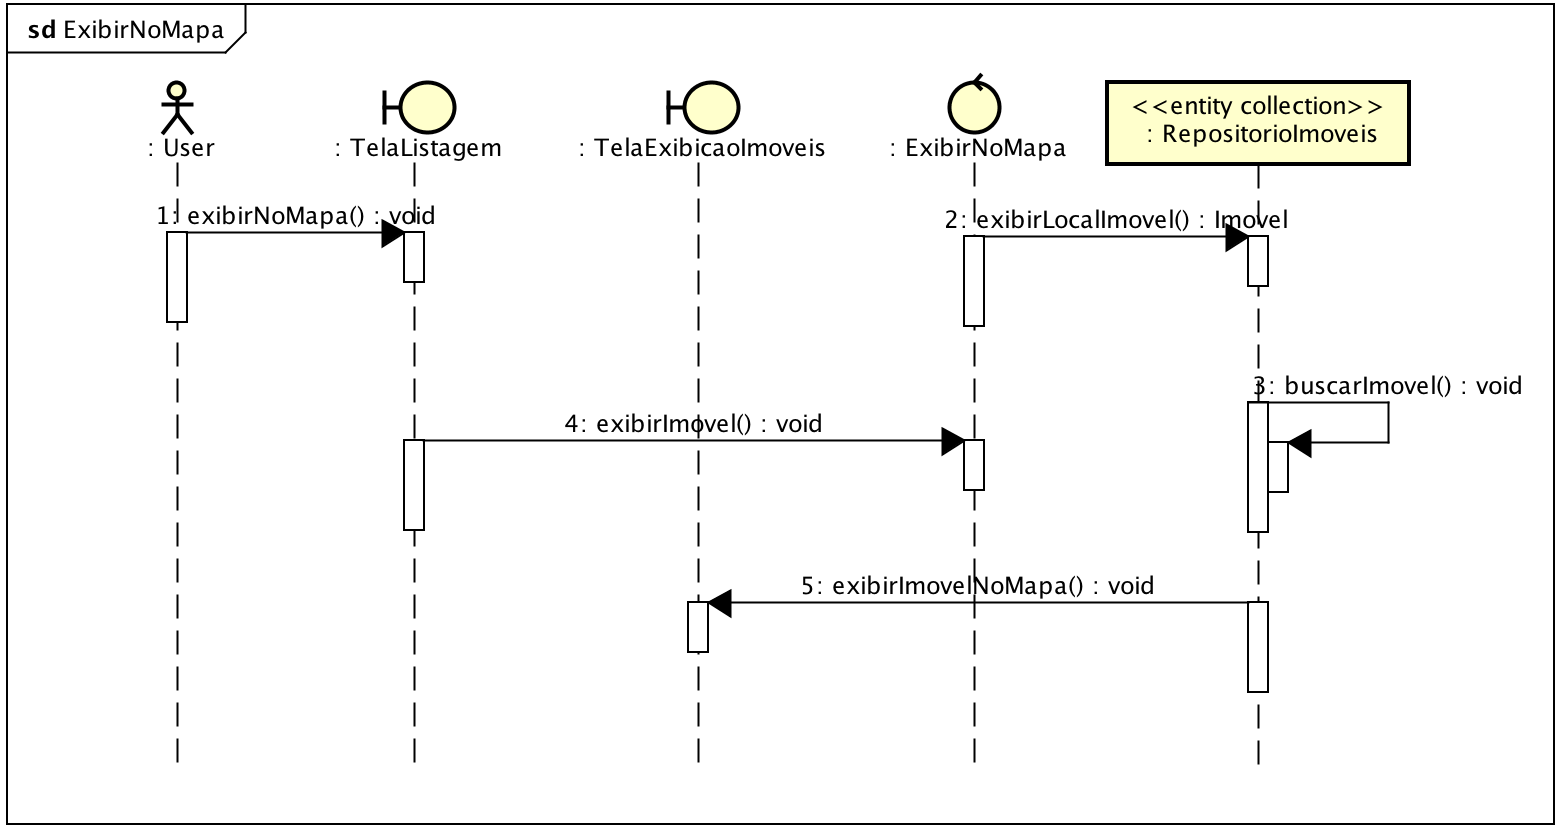 sd ExibirNoMapa
: User
: TelaListagem
: TelaExibicaoImoveis
: ExibirNoMapa
<<entity collection>>
: RepositorioImoveis
1: exibirNoMapa() : void
2: exibirLocalImovel() : Imovel
3: buscarImovel() : void
4: exibirImovel() : void
5: exibirImovelNoMapa() : void